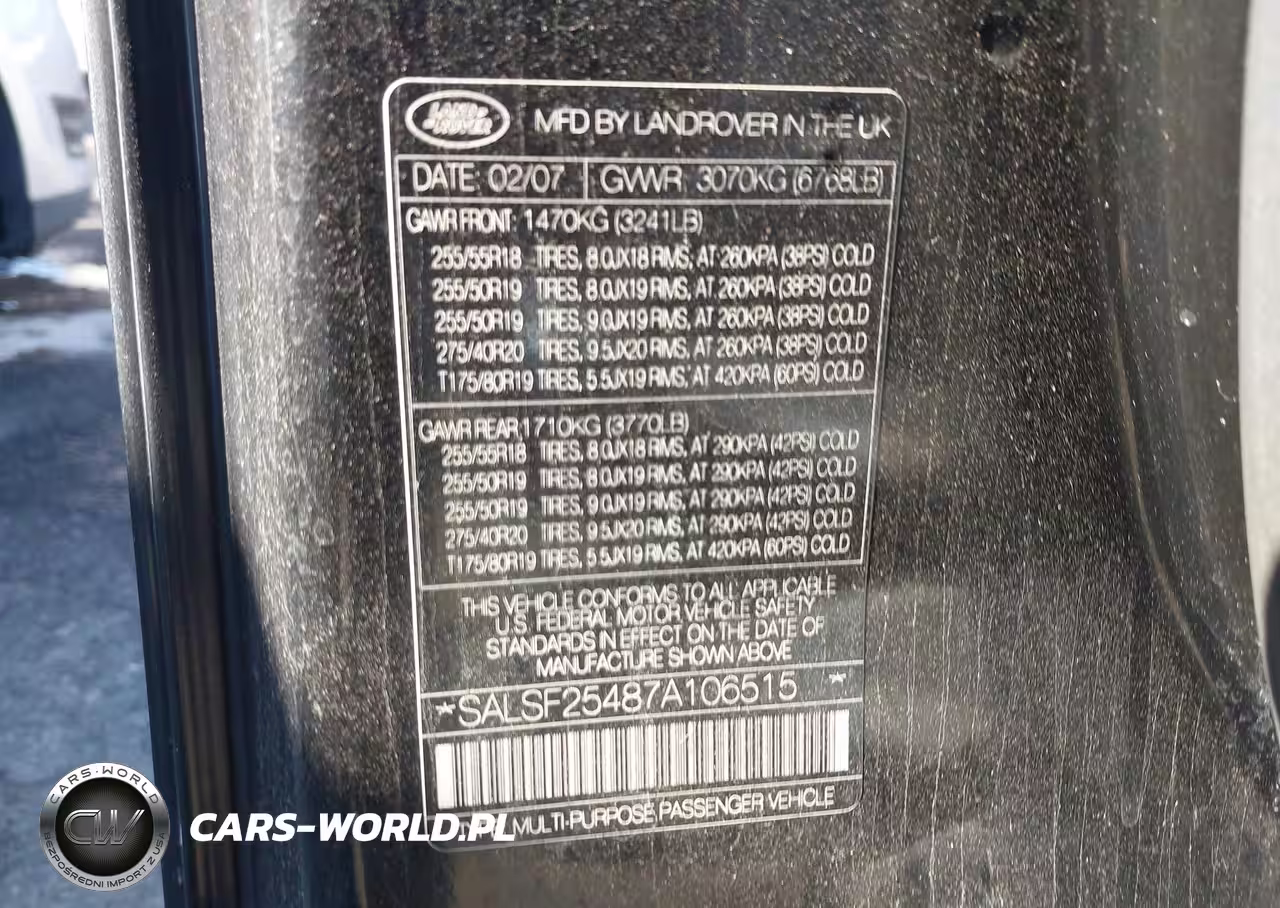 LAND ROVER
MFD BY LANDROVER IN THE UK
DATE: 02/07 GVWR 3070KG (6768LB)
GAWR FRONT: 1470KG (3241LB)
255/55R18 TIRES, 8.0JX18 RIMS, AT 260KPA (38PSI) COLD
255/50R19 TIRES, 8.0JX19 RIMS, AT 260KPA (38PSI) COLD
255/50R19 TIRES, 9.0JX19 RIMS, AT 260KPA (38PSI) COLD
275/40R20 TIRES, 9.5JX20 RIMS, AT 260KPA (38PSI) COLD
T175/80R19 TIRES, 5.5JX19 RIMS, AT 420KPA (60PSI) COLD
GAWR REAR 1710KG (3770LB)
255/55R18 TIRES, 8.0JX18 RIMS, AT 290KPA (42PSI) COLD
255/50R19 TIRES, 8.0JX19 RIMS, AT 290KPA (42PSI) COLD
255/50R19 TIRES, 9.0JX19 RIMS, AT 290KPA (42PSI) COLD
275/40R20 TIRES, 9.5JX20 RIMS, AT 290KPA (42PSI) COLD
T175/80R19 TIRES, 5.5JX19 RIMS, AT 420KPA (60PSI) COLD
THIS VEHICLE CONFORMS TO ALL APPLICABLE
U.S. FEDERAL MOTOR VEHICLE SAFETY
STANDARDS IN EFFECT ON THE DATE OF
MANUFACTURE SHOWN ABOVE
*SALSF25487A106515 *
MULTI-PURPOSE PASSENGER VEHICLE
CARS-WORLD
CW
BEZPOŚREDNI IMPORT Z USA
CARS-WORLD.PL